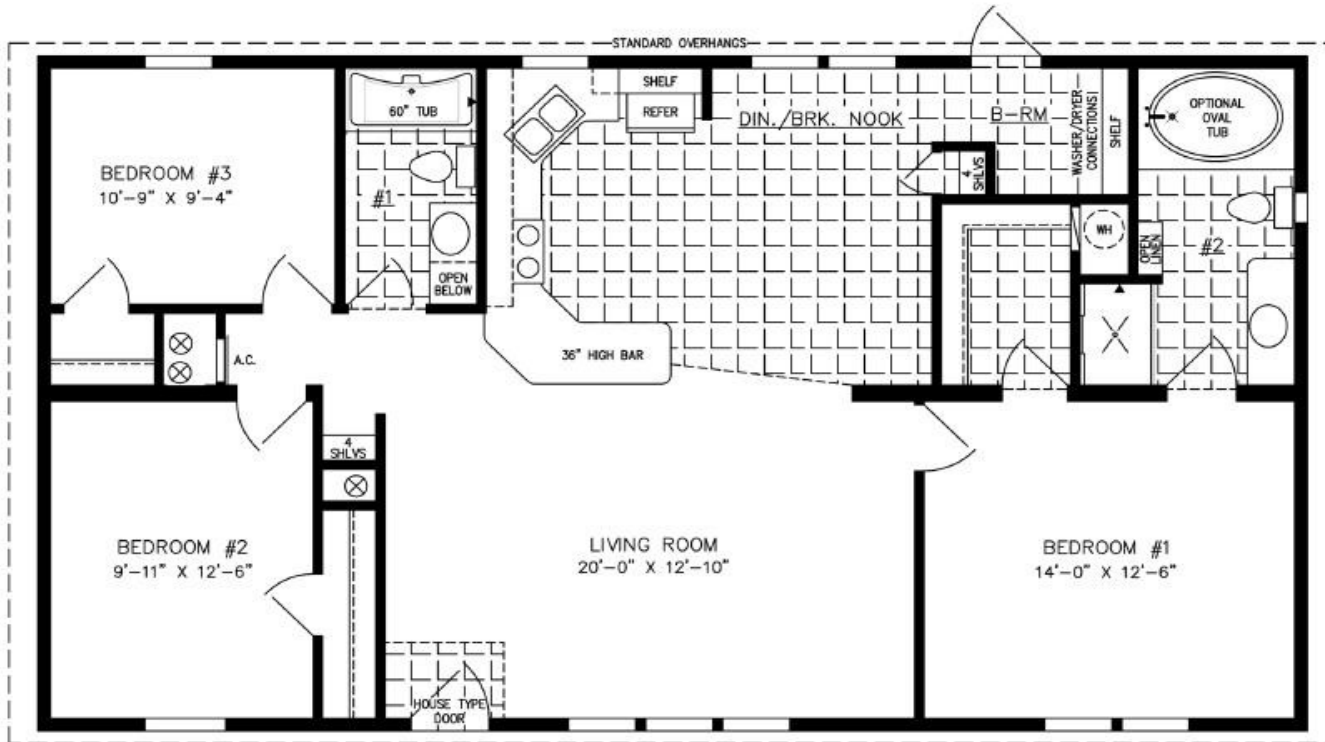 STANDARD OVERHANGS
BEDROOM #3
10'-9" X 9'-4"
60" TUB
#1
OPEN
BELOW
SHELF
REFER
DIN./BRK. NOOK
B-RM
WASHER/DRYER
CONNECTIONS
SHELF
4
SHLVS
OPTIONAL
OVAL
TUB
WH
OPEN
LINEN
#2
A.C.
36" HIGH BAR
4
SHLVS
BEDROOM #2
9'-11" X 12'-6"
LIVING ROOM
20'-0" X 12'-10"
BEDROOM #1
14'-0" X 12'-6"
HOUSE TYPE
DOOR